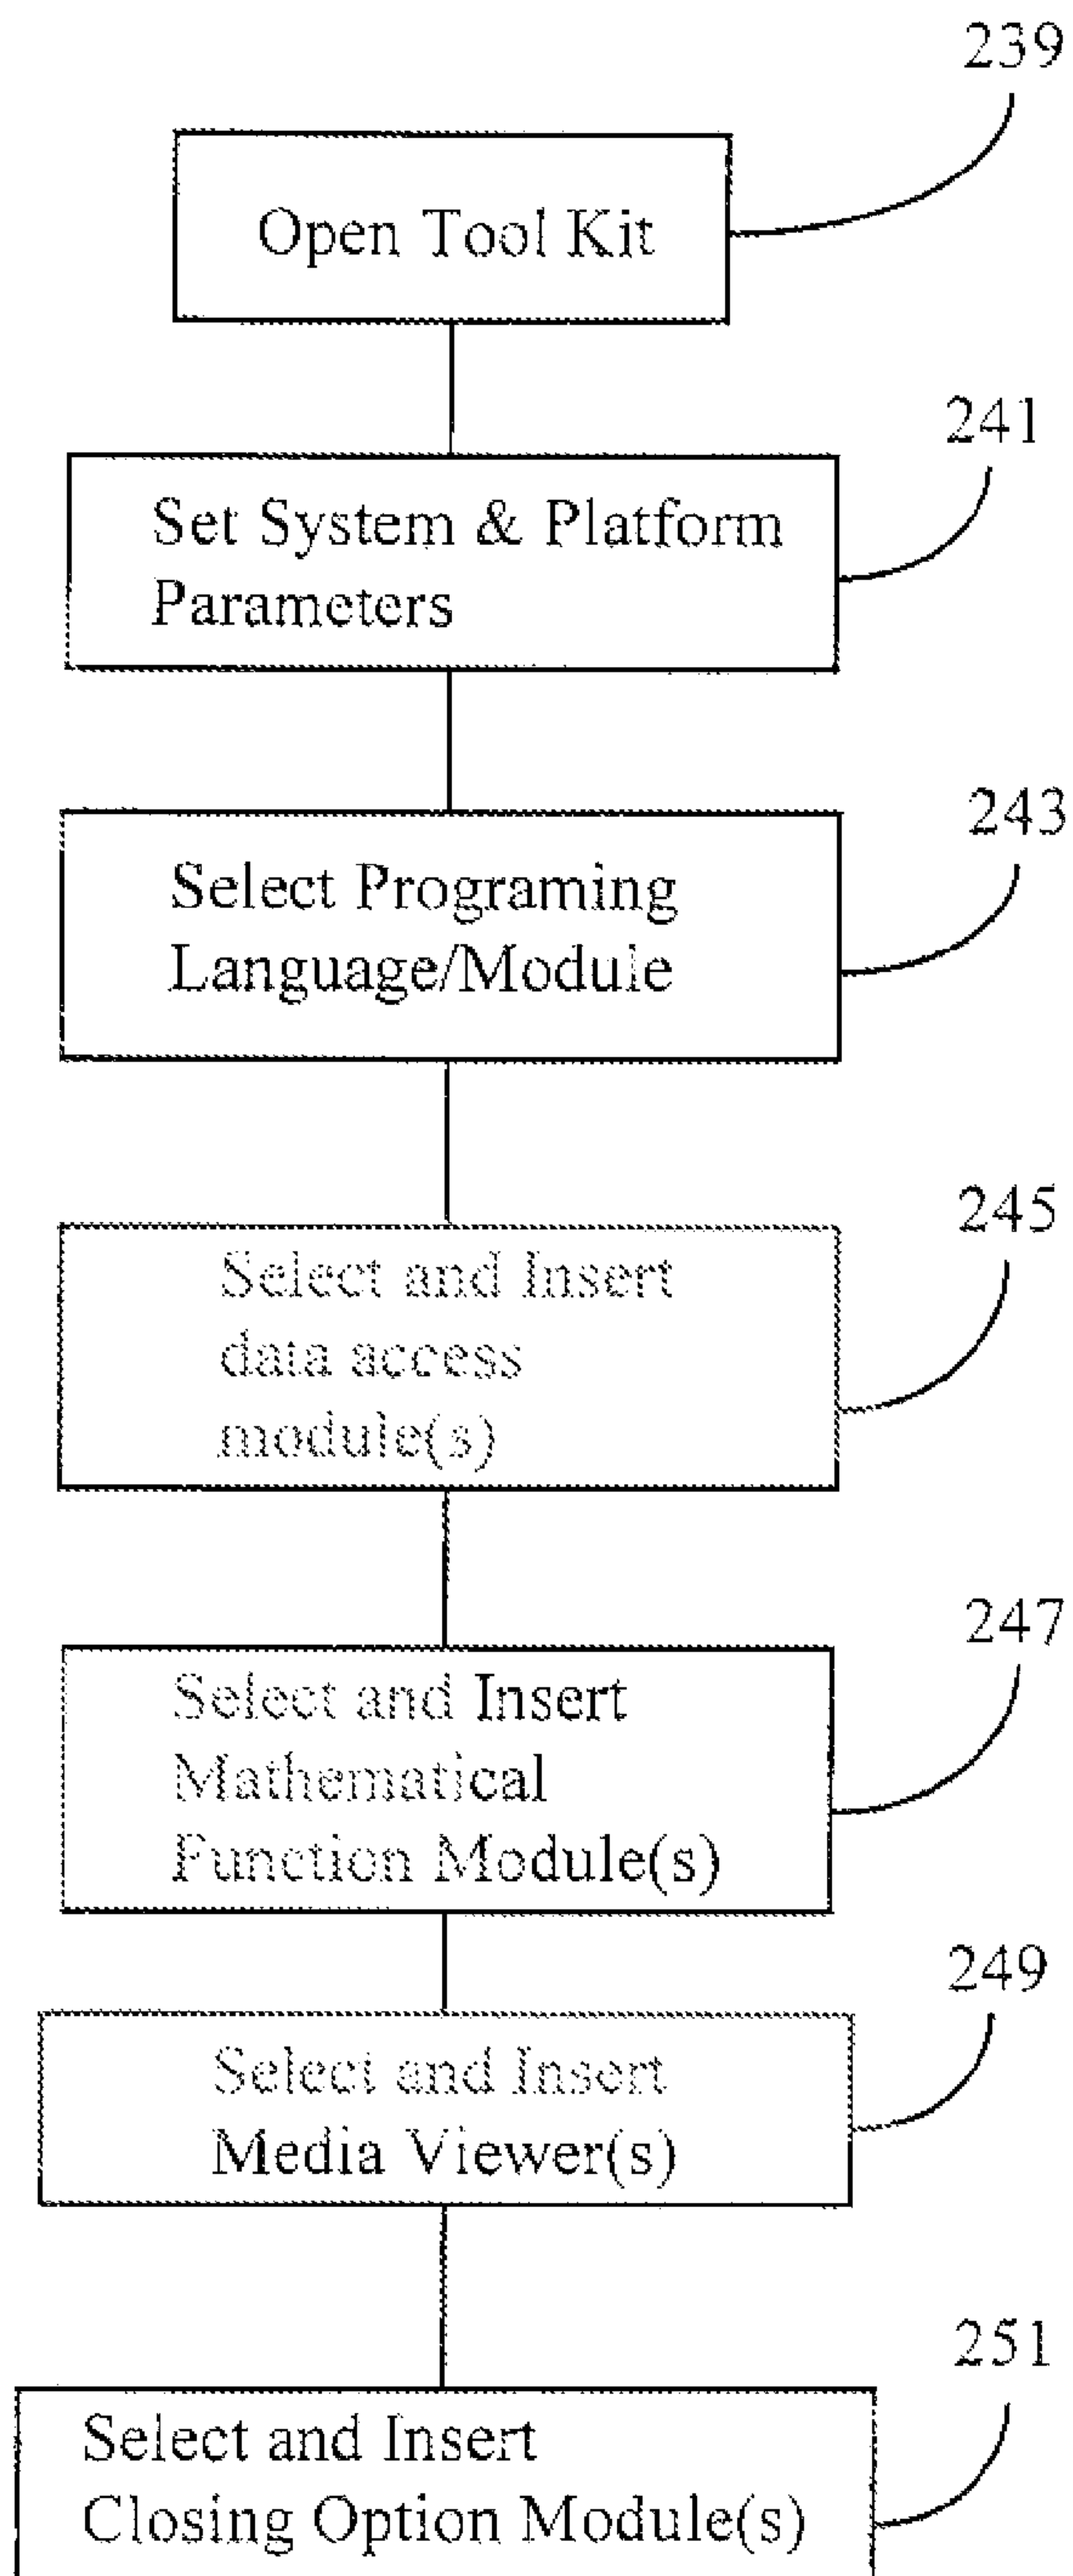 239
Open Tool Kit
241
Set System & Platform
Parameters
243
Select Programing
Language/Module
245
Select and Insert
data access
module(s)
247
Select and Insert
Mathematical
Function Module(s)
249
Select and Insert
Media Viewer(s)
251
Select and Insert
Closing Option Module(s)